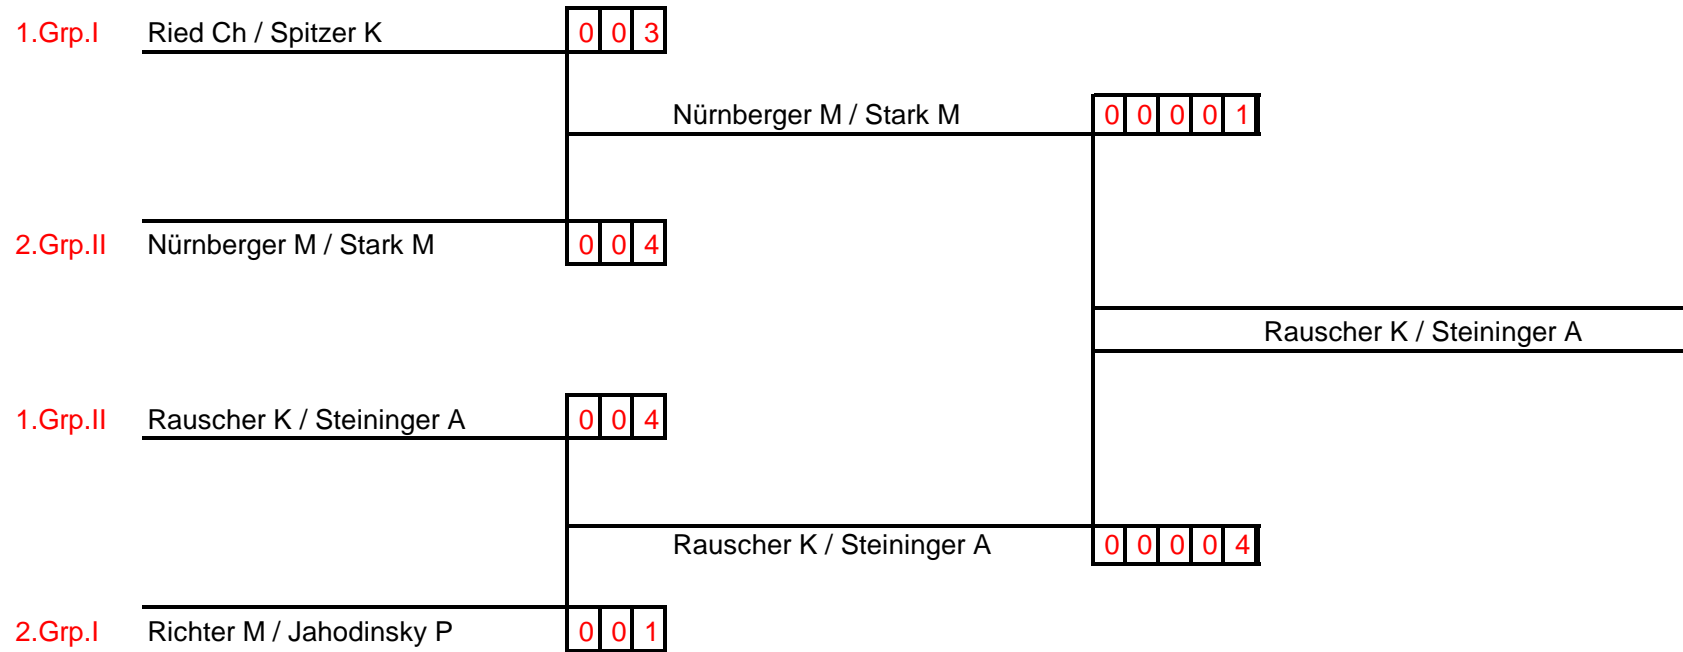 1.Grp.I Ried Ch / Spitzer K 0 0 3
Nürnberger M / Stark M 0 0 0 0 1
2.Grp.II Nürnberger M / Stark M 0 0 4
Rauscher K / Steininger A
1.Grp.II Rauscher K / Steininger A 0 0 4
Rauscher K / Steininger A 0 0 0 0 4
2.Grp.I Richter M / Jahodinsky P 0 0 1